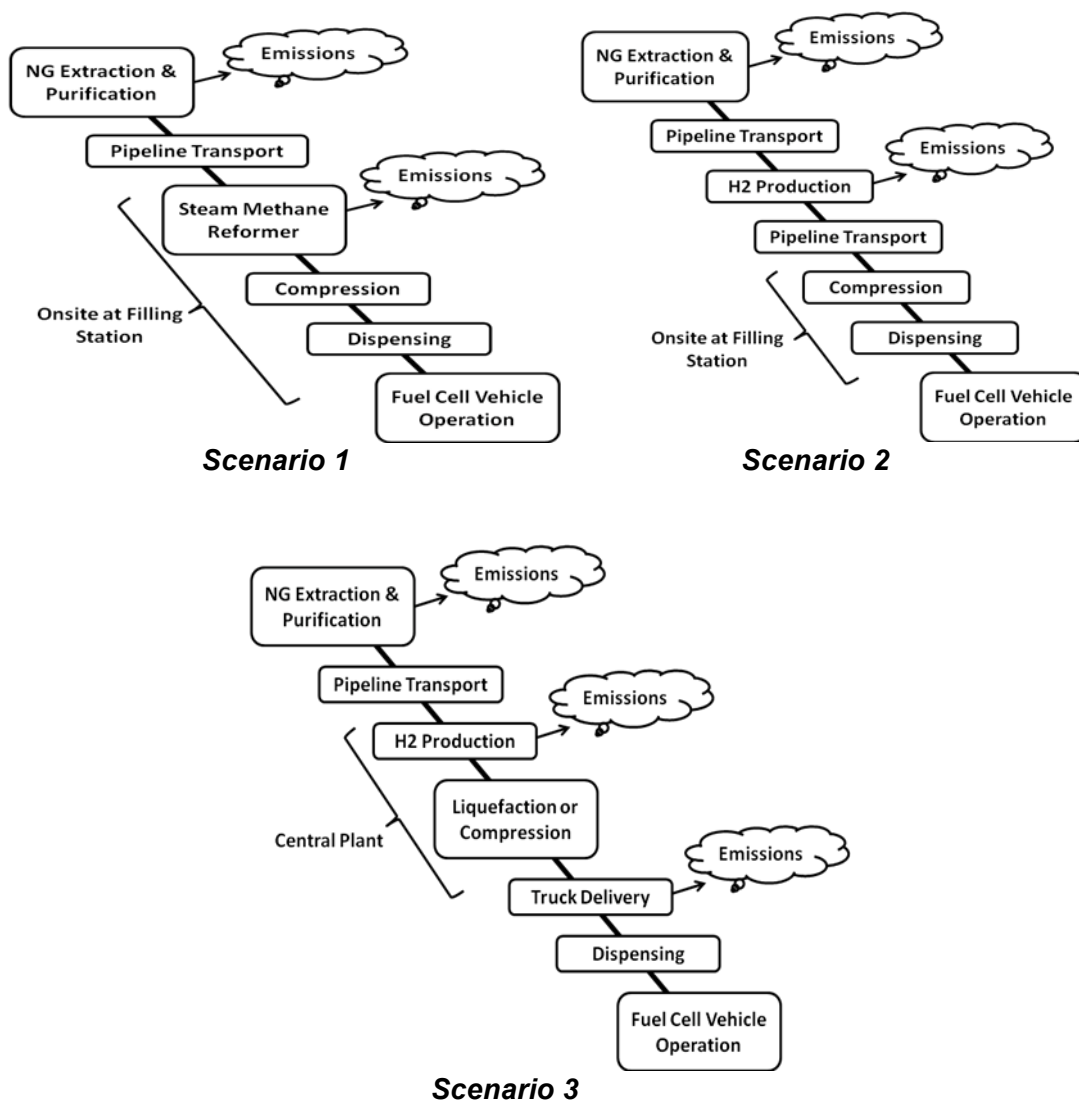 Emissions
NG Extraction &
Purification
Pipeline Transport
Emissions
Steam Methane
Reformer
Compression
Onsite at Filling
Station
Dispensing
Fuel Cell Vehicle
Operation
Scenario 1
Emissions
NG Extraction &
Purification
Pipeline Transport
Emissions
H2 Production
Pipeline Transport
Compression
Onsite at Filling
Station
Dispensing
Fuel Cell Vehicle
Operation
Scenario 2
Emissions
NG Extraction &
Purification
Pipeline Transport
Emissions
H2 Production
Liquefaction or
Compression
Central Plant
Emissions
Truck Delivery
Dispensing
Fuel Cell Vehicle
Operation
Scenario 3